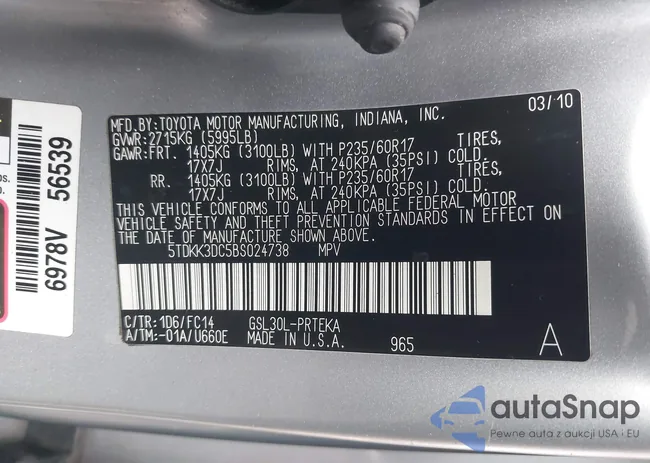 MFD.BY:TOYOTA MOTOR MANUFACTURING, INDIANA, INC. 03/10
GVWR:2715KG (5995LB)
GAWR:FRT. 1405KG (3100LB) WITH P235/60R17 TIRES,
17X7J RIMS, AT 240KPA (35PSI) COLD.
RR. 1405KG (3100LB) WITH P235/60R17 TIRES,
17X7J RIMS, AT 240KPA (35PSI) COLD.
THIS VEHICLE CONFORMS TO ALL APPLICABLE FEDERAL MOTOR
VEHICLE SAFETY AND THEFT PREVENTION STANDARDS IN EFFECT ON
THE DATE OF MANUFACTURE SHOWN ABOVE.
5TDKK3DC5BS024738 MPV
C/TR:1D6/FC14 GSL30L-PRTEKA
A/TM:-01A/U660E MADE IN U.S.A. 965 A
6978V 56539
autaSnap
Pewne auta z aukcji USA i EU